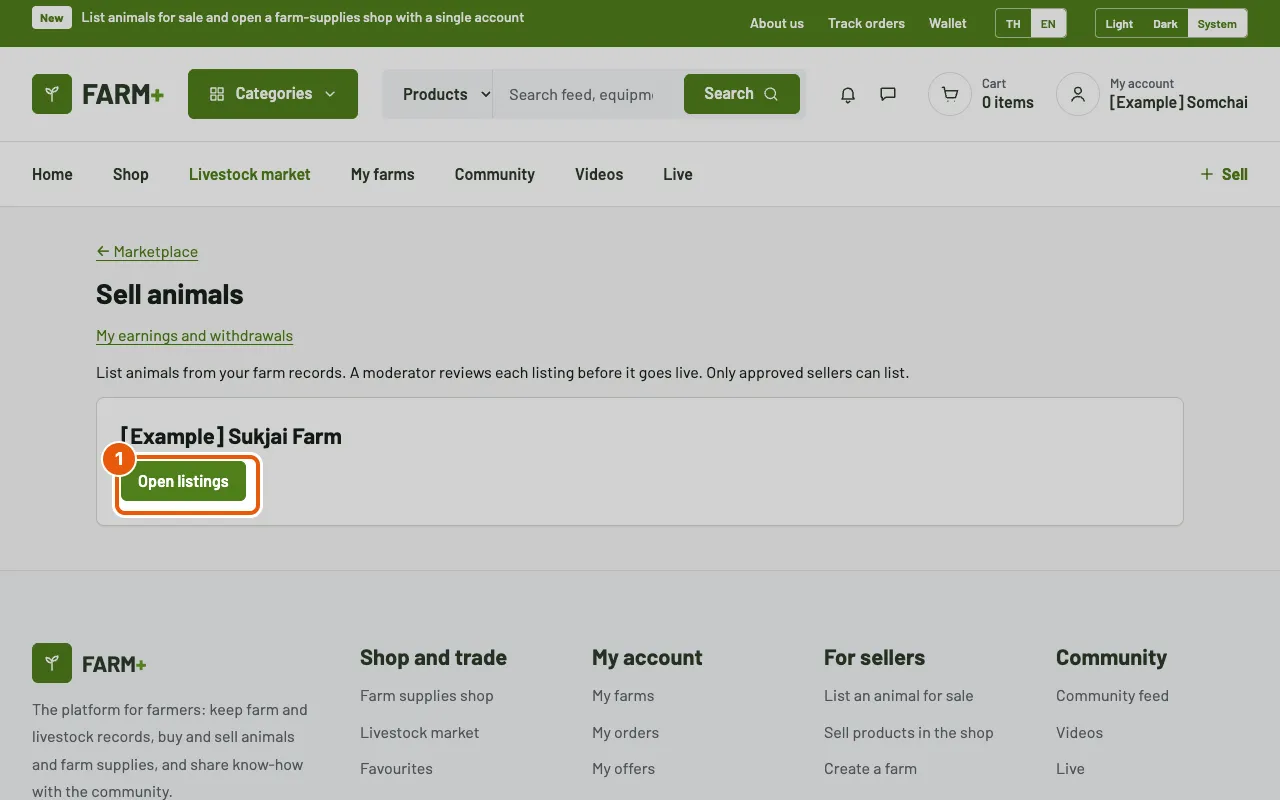 New List animals for sale and open a farm-supplies shop with a single account
About us Track orders Wallet TH EN Light Dark System
FARM+ Categories Products Search feed, equipm Search
Cart
0 items
My account
[Example] Somchai
Home Shop Livestock market My farms Community Videos Live + Sell
← Marketplace
Sell animals
My earnings and withdrawals
List animals from your farm records. A moderator reviews each listing before it goes live. Only approved sellers can list.
[Example] Sukjai Farm
1
Open listings
FARM+
The platform for farmers: keep farm and
livestock records, buy and sell animals
and farm supplies, and share know-how
with the community.
Shop and trade
Farm supplies shop
Livestock market
Favourites
My account
My farms
My orders
My offers
For sellers
List an animal for sale
Sell products in the shop
Create a farm
Community
Community feed
Videos
Live